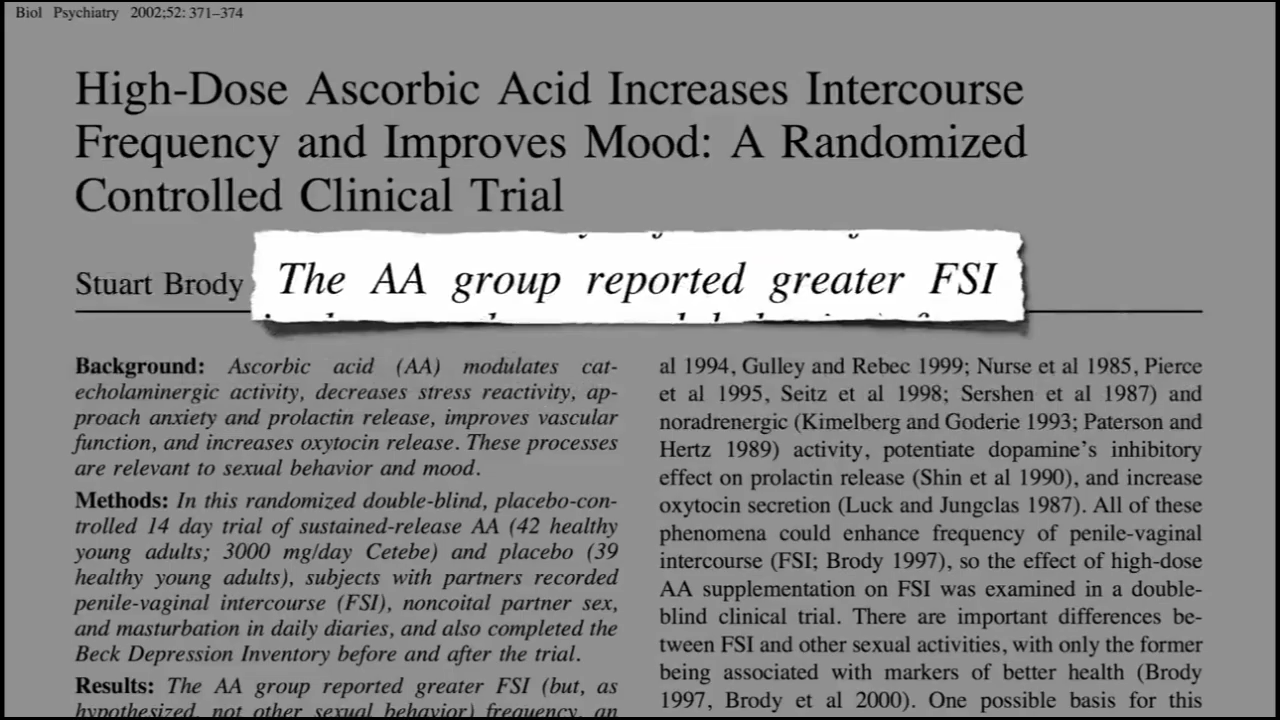 Biol Psychiatry 2002;52:371–374
High-Dose Ascorbic Acid Increases Intercourse
Frequency and Improves Mood: A Randomized
Controlled Clinical Trial
Stuart Brody
The AA group reported greater FSI
Background: Ascorbic acid (AA) modulates cat-
echolaminergic activity, decreases stress reactivity, ap-
proach anxiety and prolactin release, improves vascular
function, and increases oxytocin release. These processes
are relevant to sexual behavior and mood.
Methods: In this randomized double-blind, placebo-con-
trolled 14 day trial of sustained-release AA (42 healthy
young adults; 3000 mg/day Cetebe) and placebo (39
healthy young adults), subjects with partners recorded
penile-vaginal intercourse (FSI), noncoital partner sex,
and masturbation in daily diaries, and also completed the
Beck Depression Inventory before and after the trial.
Results: The AA group reported greater FSI (but, as
hypothesized, not other sexual behavior) frequency, an
al 1994, Gulley and Rebec 1999; Nurse et al 1985, Pierce
et al 1995, Seitz et al 1998; Sershen et al 1987) and
noradrenergic (Kimelberg and Goderie 1993; Paterson and
Hertz 1989) activity, potentiate dopamine's inhibitory
effect on prolactin release (Shin et al 1990), and increase
oxytocin secretion (Luck and Jungclas 1987). All of these
phenomena could enhance frequency of penile-vaginal
intercourse (FSI; Brody 1997), so the effect of high-dose
AA supplementation on FSI was examined in a double-
blind clinical trial. There are important differences be-
tween FSI and other sexual activities, with only the former
being associated with markers of better health (Brody
1997, Brody et al 2000). One possible basis for this